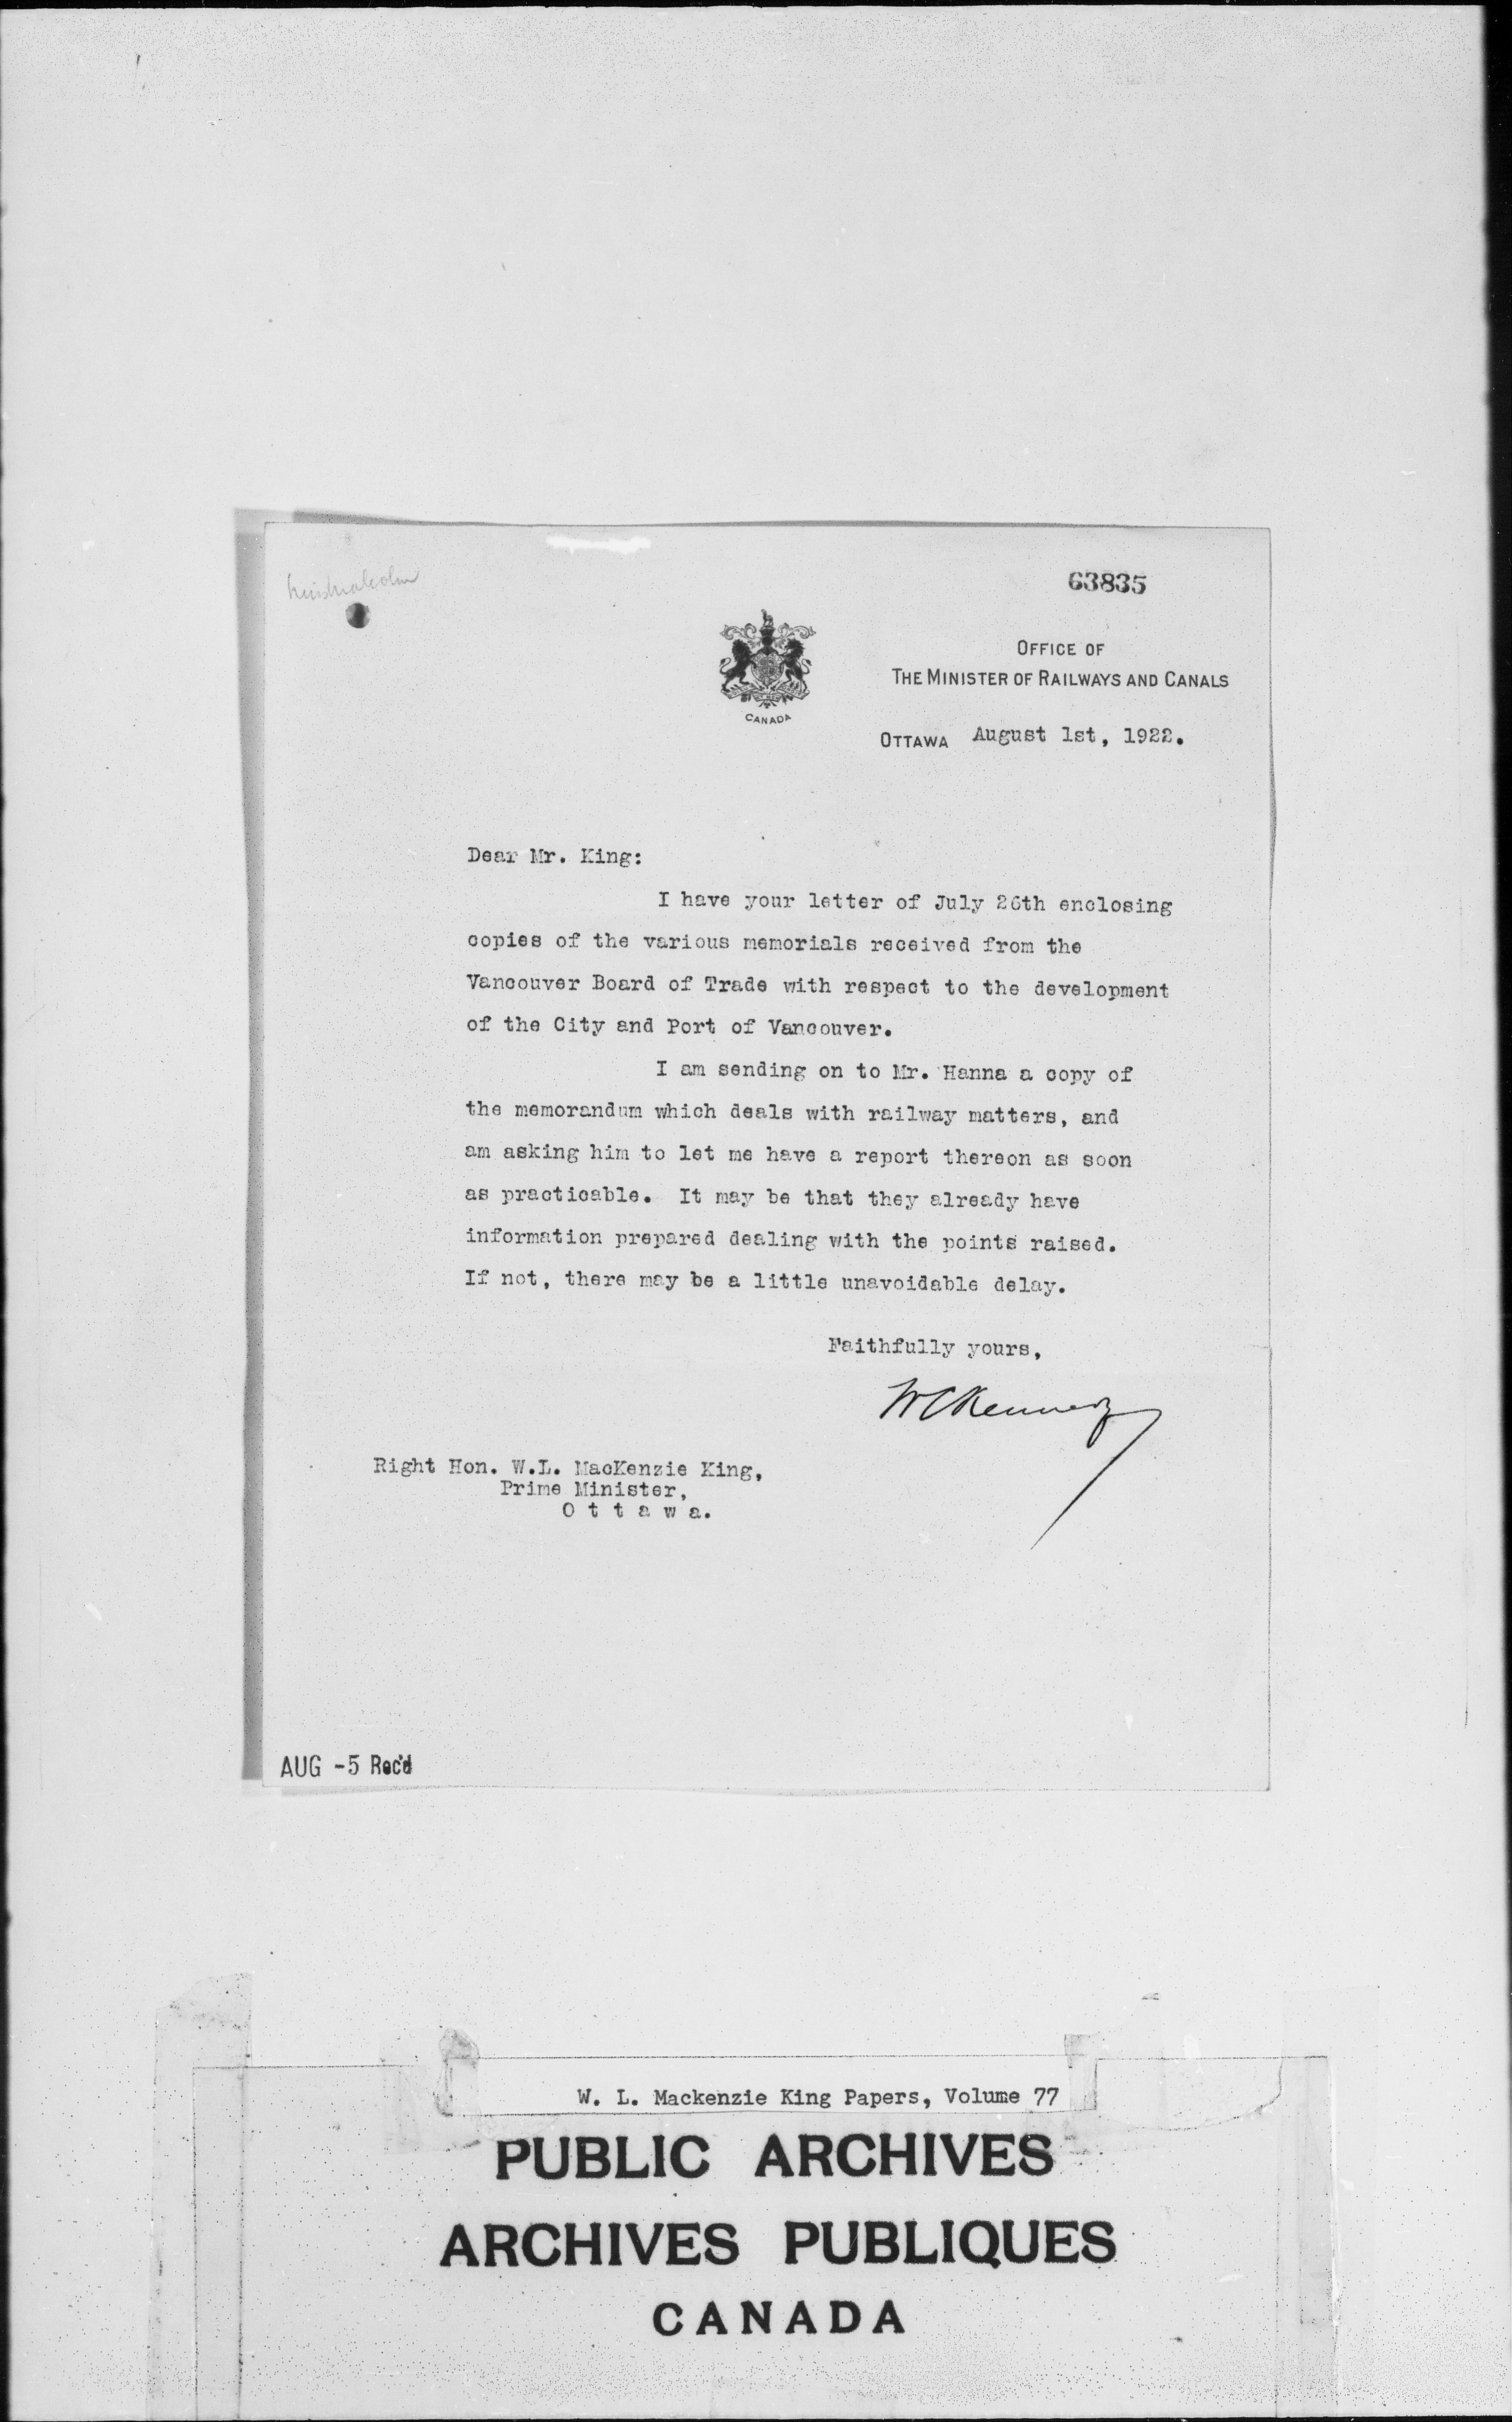 63835
CANADA
OFFICE OF
THE MINISTER OF RAILWAYS AND CANALS
OTTAWA August 1st, 1922.
Dear Mr. King:
I have your letter of July 26th enclosing
copies of the various memorials received from the
Vancouver Board of Trade with respect to the development
of the City and Port of Vancouver.
I am sending on to Mr. Hanna a copy of
the memorandum which deals with railway matters, and
am asking him to let me have a report thereon as soon
as practicable. It may be that they already have
information prepared dealing with the points raised.
If not, there may be a little unavoidable delay.
Faithfully yours,
WCKennedy
Right Hon. W.L. MacKenzie King,
Prime Minister,
O t t a w a.
AUG -5 Rec'd
W. L. Mackenzie King Papers, Volume 77
PUBLIC ARCHIVES
ARCHIVES PUBLIQUES
CANADA